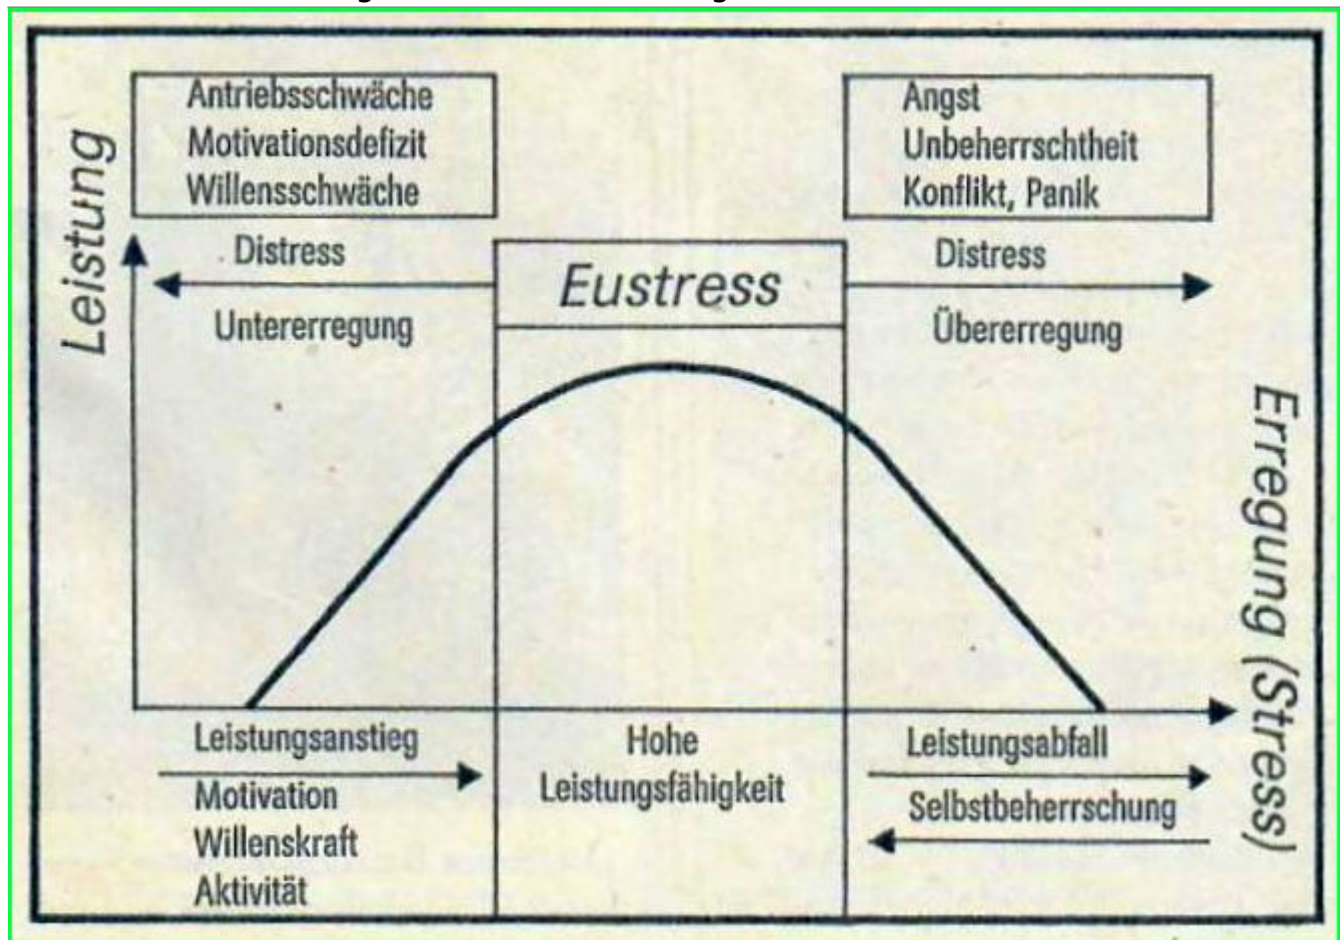 Antriebsschwäche
Motivationsdefizit
Willensschwäche
Angst
Unbeherrschtheit
Konflikt, Panik
Leistung
Distress
Untererregung
Eustress
Distress
Übererregung
Erregung (Stress)
Leistungsanstieg
Motivation
Willenskraft
Aktivität
Hohe
Leistungsfähigkeit
Leistungsabfall
Selbstbeherrschung